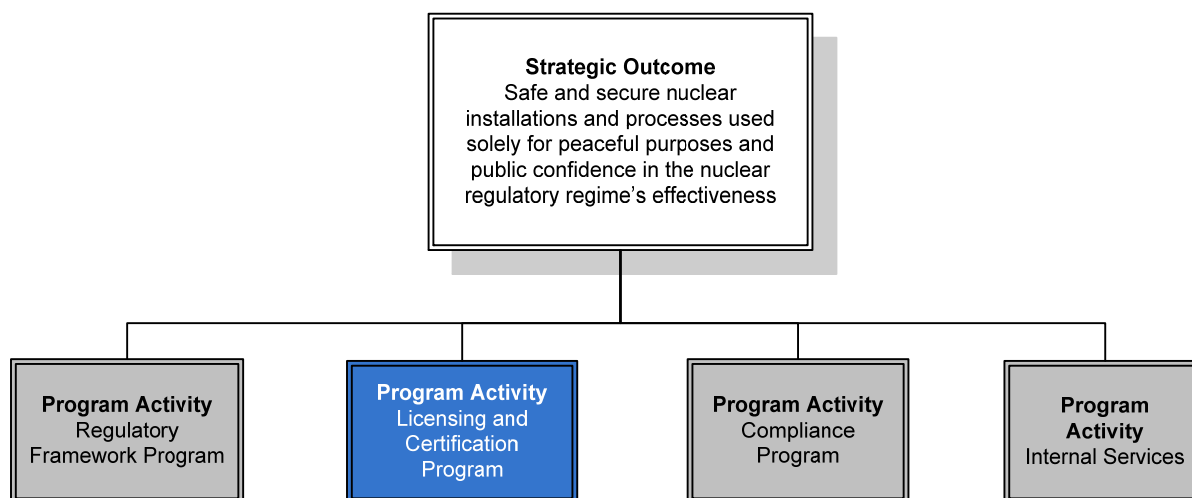 Strategic Outcome
Safe and secure nuclear
installations and processes used
solely for peaceful purposes and
public confidence in the nuclear
regulatory regime’s effectiveness
Program Activity
Regulatory
Framework Program
Program Activity
Licensing and
Certification
Program
Program Activity
Compliance
Program
Program
Activity
Internal Services